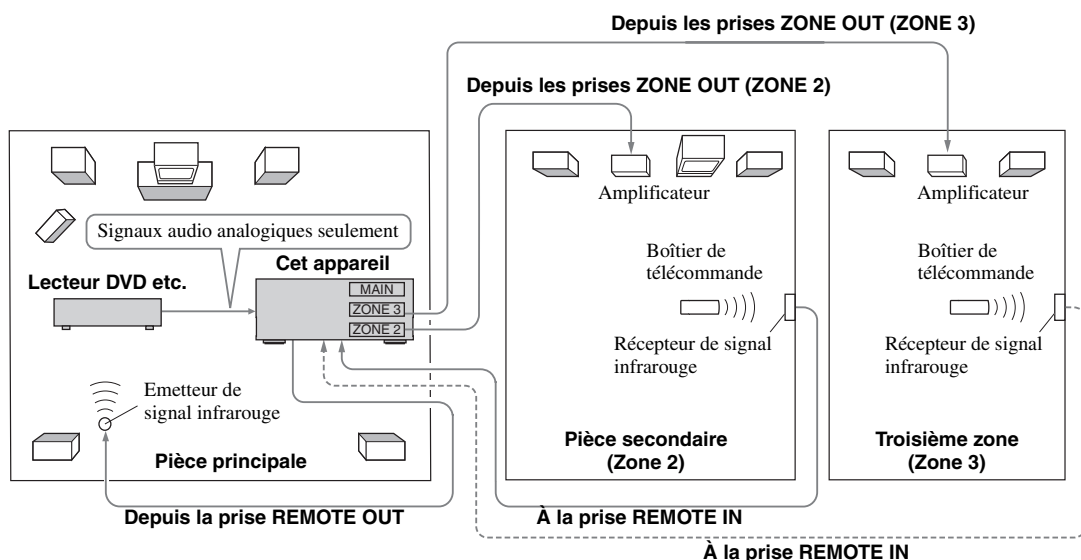 Depuis les prises ZONE OUT (ZONE 3)
Depuis les prises ZONE OUT (ZONE 2)
Signaux audio analogiques seulement
Cet appareil
Lecteur DVD etc.
MAIN
ZONE 3
ZONE 2
Emetteur de
signal infrarouge
Pièce principale
Depuis la prise REMOTE OUT
Amplificateur
Boîtier de
télécommande
Récepteur de signal
infrarouge
Pièce secondaire
(Zone 2)
À la prise REMOTE IN
Amplificateur
Boîtier de
télécommande
Récepteur de signal
infrarouge
Troisième zone
(Zone 3)
À la prise REMOTE IN